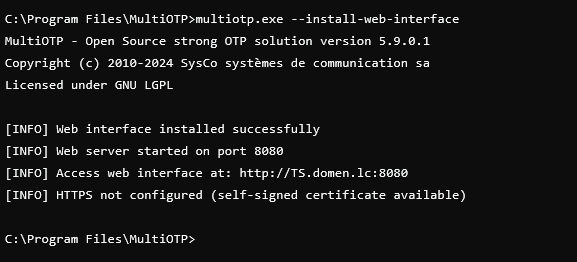 C:\Program Files\MultiOTP>multiotp.exe --install-web-interface
MultiOTP - Open Source strong OTP solution version 5.9.0.1
Copyright (c) 2010-2024 SysCo systèmes de communication sa
Licensed under GNU LGPL
[INFO] Web interface installed successfully
[INFO] Web server started on port 8080
[INFO] Access web interface at: http://TS.domen.lc:8080
[INFO] HTTPS not configured (self-signed certificate available)
C:\Program Files\MultiOTP>